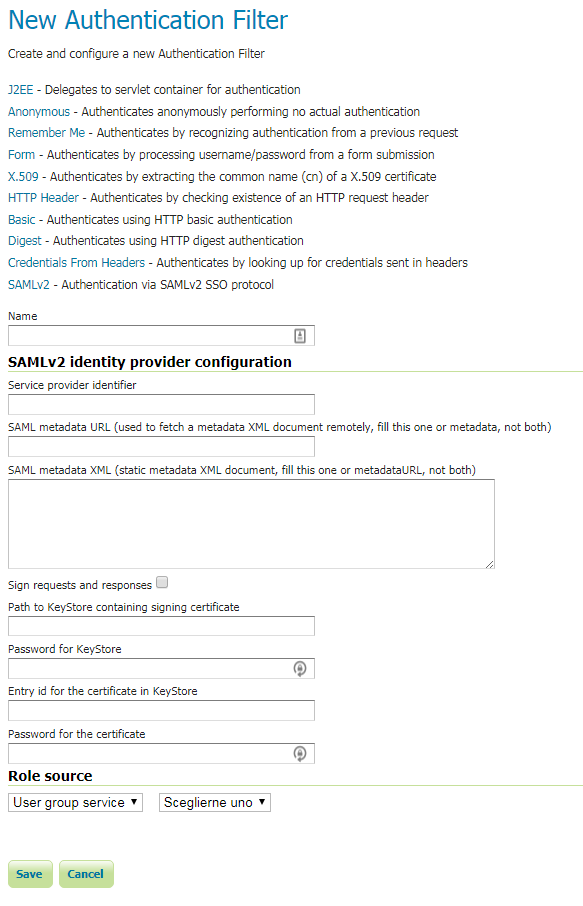 New Authentication Filter
Create and configure a new Authentication Filter
J2EE - Delegates to servlet container for authentication
Anonymous - Authenticates anonymously performing no actual authentication
Remember Me - Authenticates by recognizing authentication from a previous request
Form - Authenticates by processing username/password from a form submission
X.509 - Authenticates by extracting the common name (cn) of a X.509 certificate
HTTP Header - Authenticates by checking existence of an HTTP request header
Basic - Authenticates using HTTP basic authentication
Digest - Authenticates using HTTP digest authentication
Credentials From Headers - Authenticates by looking up for credentials sent in headers
SAMLv2 - Authentication via SAMLv2 SSO protocol
Name
SAMLv2 identity provider configuration
Service provider identifier
SAML metadata URL (used to fetch a metadata XML document remotely, fill this one or metadata, not both)
SAML metadata XML (static metadata XML document, fill this one or metadataURL, not both)
Sign requests and responses
Path to KeyStore containing signing certificate
Password for KeyStore
Entry id for the certificate in KeyStore
Password for the certificate
Role source
User group service Sceglierne uno
Save Cancel